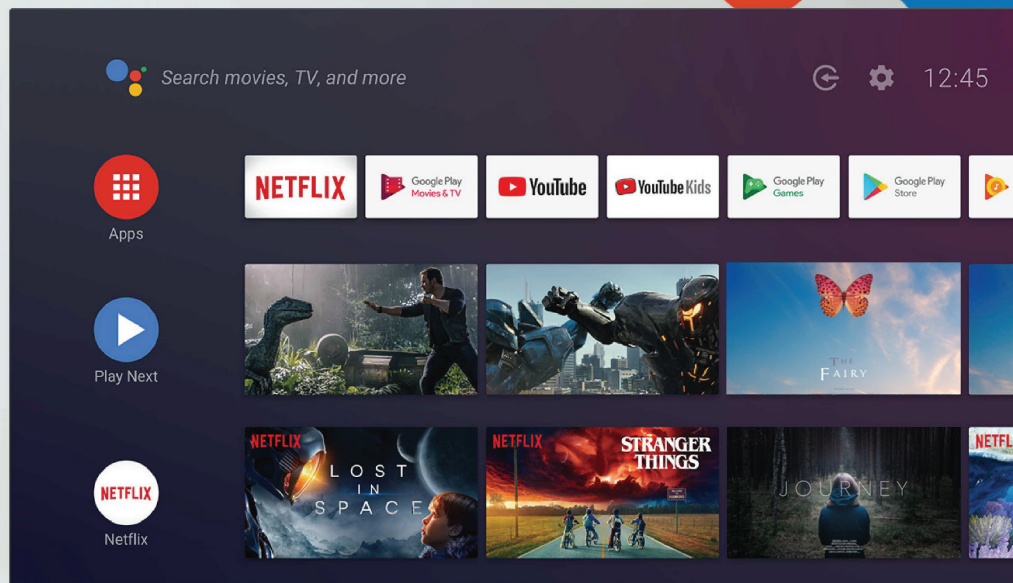 Search movies, TV, and more
12:45
Apps
NETFLIX
Google Play
Movies & TV
YouTube
YouTube Kids
Google Play
Games
Google Play
Store
Play Next
THE
FAIRY
NETFLIX
Netflix
NETFLIX
LOST
IN
SPACE
NETFLIX
STRANGER
THINGS
JOURNEY
NETFL